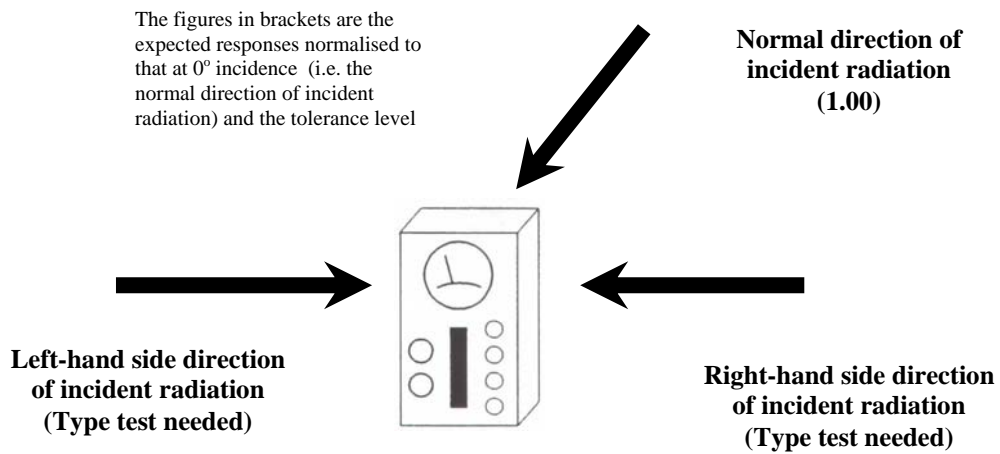 The figures in brackets are the
expected responses normalised to
that at 0° incidence (i.e. the
normal direction of incident
radiation) and the tolerance level
Normal direction of
incident radiation
(1.00)
Left-hand side direction
of incident radiation
(Type test needed)
Right-hand side direction
of incident radiation
(Type test needed)